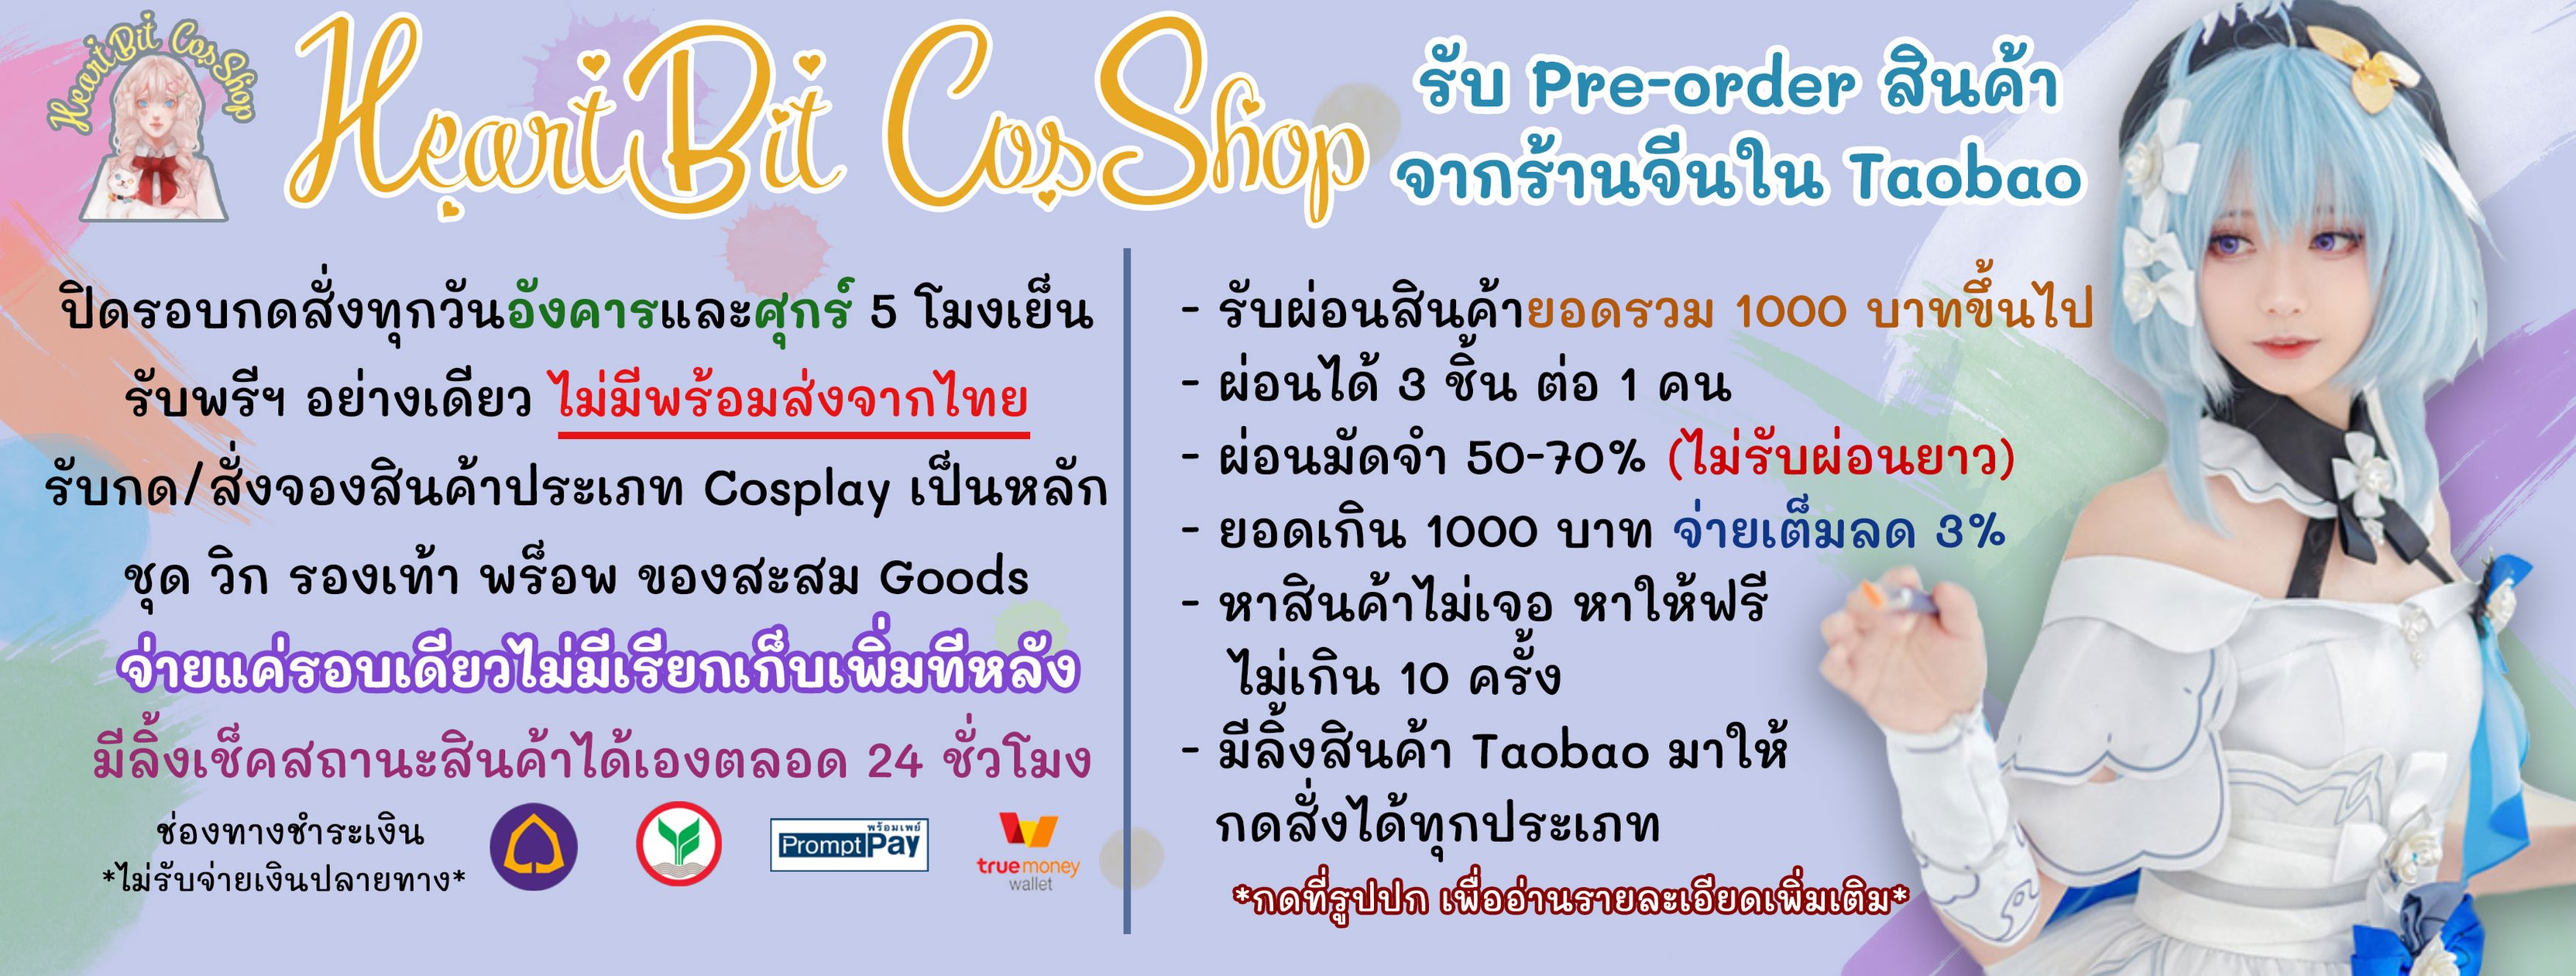 HeartBit CosShop
HeartBit CosShop
รับ Pre-order สินค้า
จากร้านจีนใน Taobao
ปิดรอบกดสั่งทุกวันอังคารและศุกร์ 5 โมงเย็น
รับพรีฯ อย่างเดียว ไม่มีพร้อมส่งจากไทย
รับกด/สั่งจองสินค้าประเภท Cosplay เป็นหลัก
ชุด วิก รองเท้า พร็อพ ของสะสม Goods
จ่ายแค่รอบเดียวไม่มีเรียกเก็บเพิ่มทีหลัง
มีลิ้งเช็คสถานะสินค้าได้เองตลอด 24 ชั่วโมง
ช่องทางชำระเงิน
*ไม่รับจ่ายเงินปลายทาง*
พร้อมเพย์
PromptPay
truemoney
wallet
- รับผ่อนสินค้ายอดรวม 1000 บาทขึ้นไป
- ผ่อนได้ 3 ชิ้น ต่อ 1 คน
- ผ่อนมัดจำ 50-70% (ไม่รับผ่อนยาว)
- ยอดเกิน 1000 บาท จ่ายเต็มลด 3%
- หาสินค้าไม่เจอ หาให้ฟรี
ไม่เกิน 10 ครั้ง
- มีลิ้งสินค้า Taobao มาให้
กดสั่งได้ทุกประเภท
*กดที่รูปปก เพื่ออ่านรายละเอียดเพิ่มเติม*